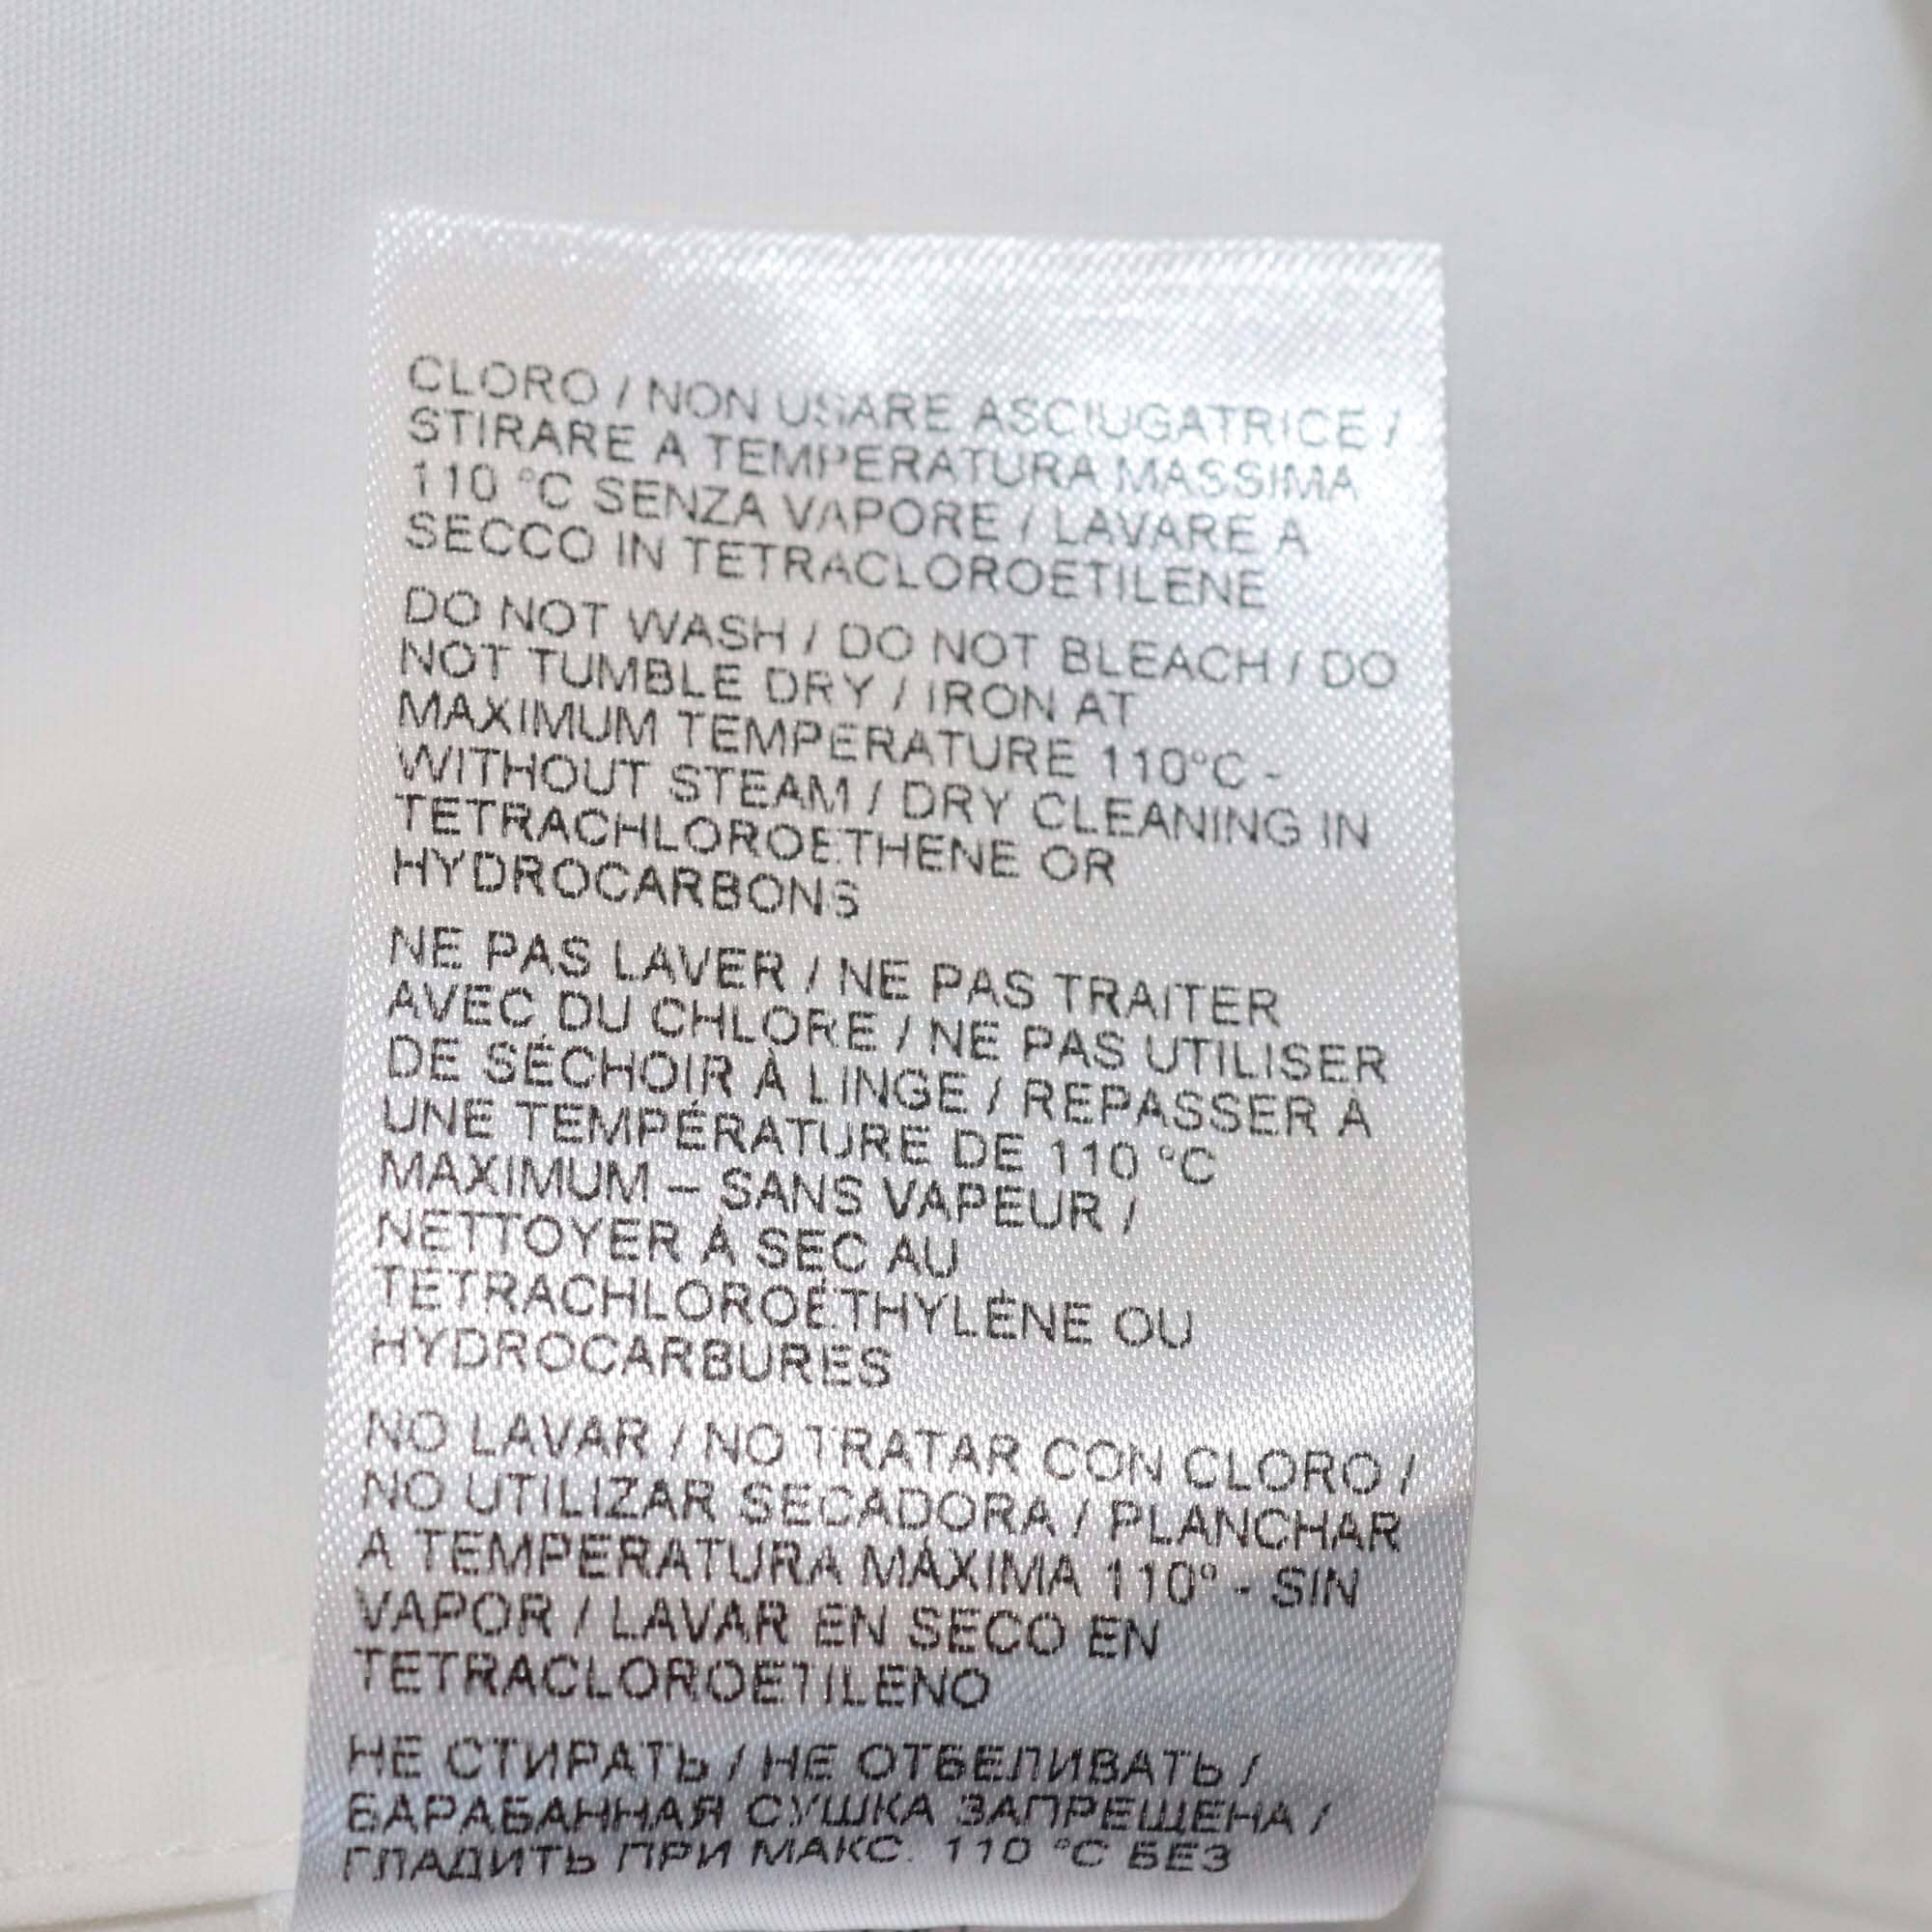 CLORO / NON USARE ASCIUGATRICE /
STIRARE A TEMPERATURA MASSIMA
110 °C SENZA VAPORE / LAVARE A
SECCO IN TETRACLOROETILENE
DO NOT WASH / DO NOT BLEACH / DO
NOT TUMBLE DRY / IRON AT
MAXIMUM TEMPERATURE 110°C -
WITHOUT STEAM / DRY CLEANING IN
TETRACHLOROETHENE OR
HYDROCARBONS
NE PAS LAVER / NE PAS TRAITER
AVEC DU CHLORE / NE PAS UTILISER
DE SÉCHOIR À LINGE / REPASSER À
UNE TEMPÉRATURE DE 110 °C
MAXIMUM – SANS VAPEUR /
NETTOYER À SEC AU
TÉTRACHLOROÉTHYLÈNE OU
HYDROCARBURES
NO LAVAR / NO TRATAR CON CLORO /
NO UTILIZAR SECADORA / PLANCHAR
A TEMPERATURA MÁXIMA 110° - SIN
VAPOR / LAVAR EN SECO EN
TETRACLOROETILENO
НЕ СТИРАТЬ / НЕ ОТБЕЛИВАТЬ /
БАРАБАННАЯ СУШКА ЗАПРЕЩЕНА /
ГЛАДИТЬ ПРИ МАКС. 110 °C БЕЗ